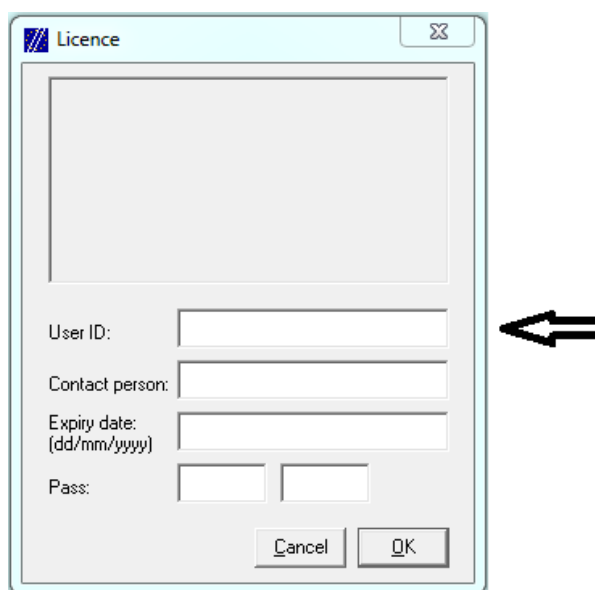 Licence
User ID:
Contact person:
Expiry date:
(dd/mm/yyyy)
Pass:
Cancel
OK